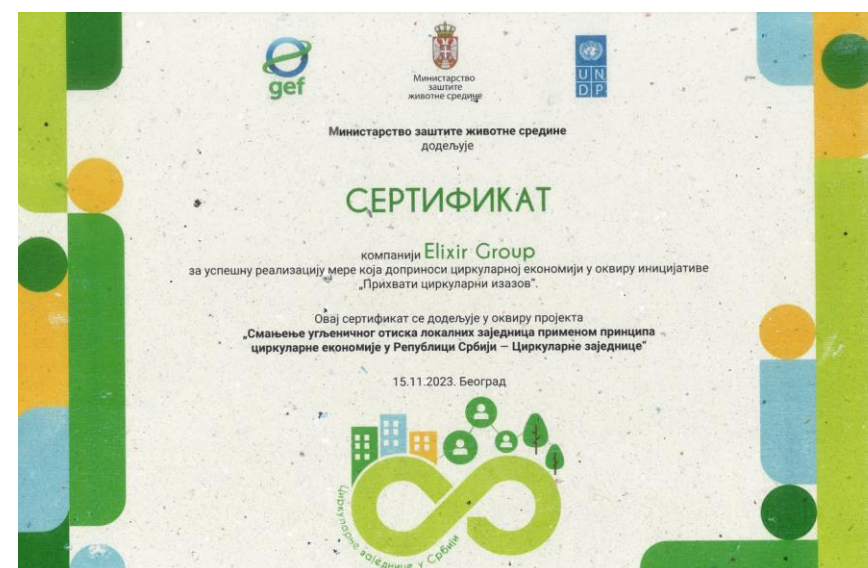 gef
Министарство
заштите
животне средине
U N
D P
Министарство заштите животне средине
додељује
СЕРТИФИКАТ
компанији Elixir Group
за успешну реализацију мере која доприноси циркуларној економији у оквиру иницијативе
„Прихвати циркуларни изазов“.
Овај сертификат се додељује у оквиру пројекта
„Смањење угљеничног отиска локалних заједница применом принципа
циркуларне економије у Републици Србији — Циркуларне заједнице“
15.11.2023. Београд
Циркуларне заједнице у Србији